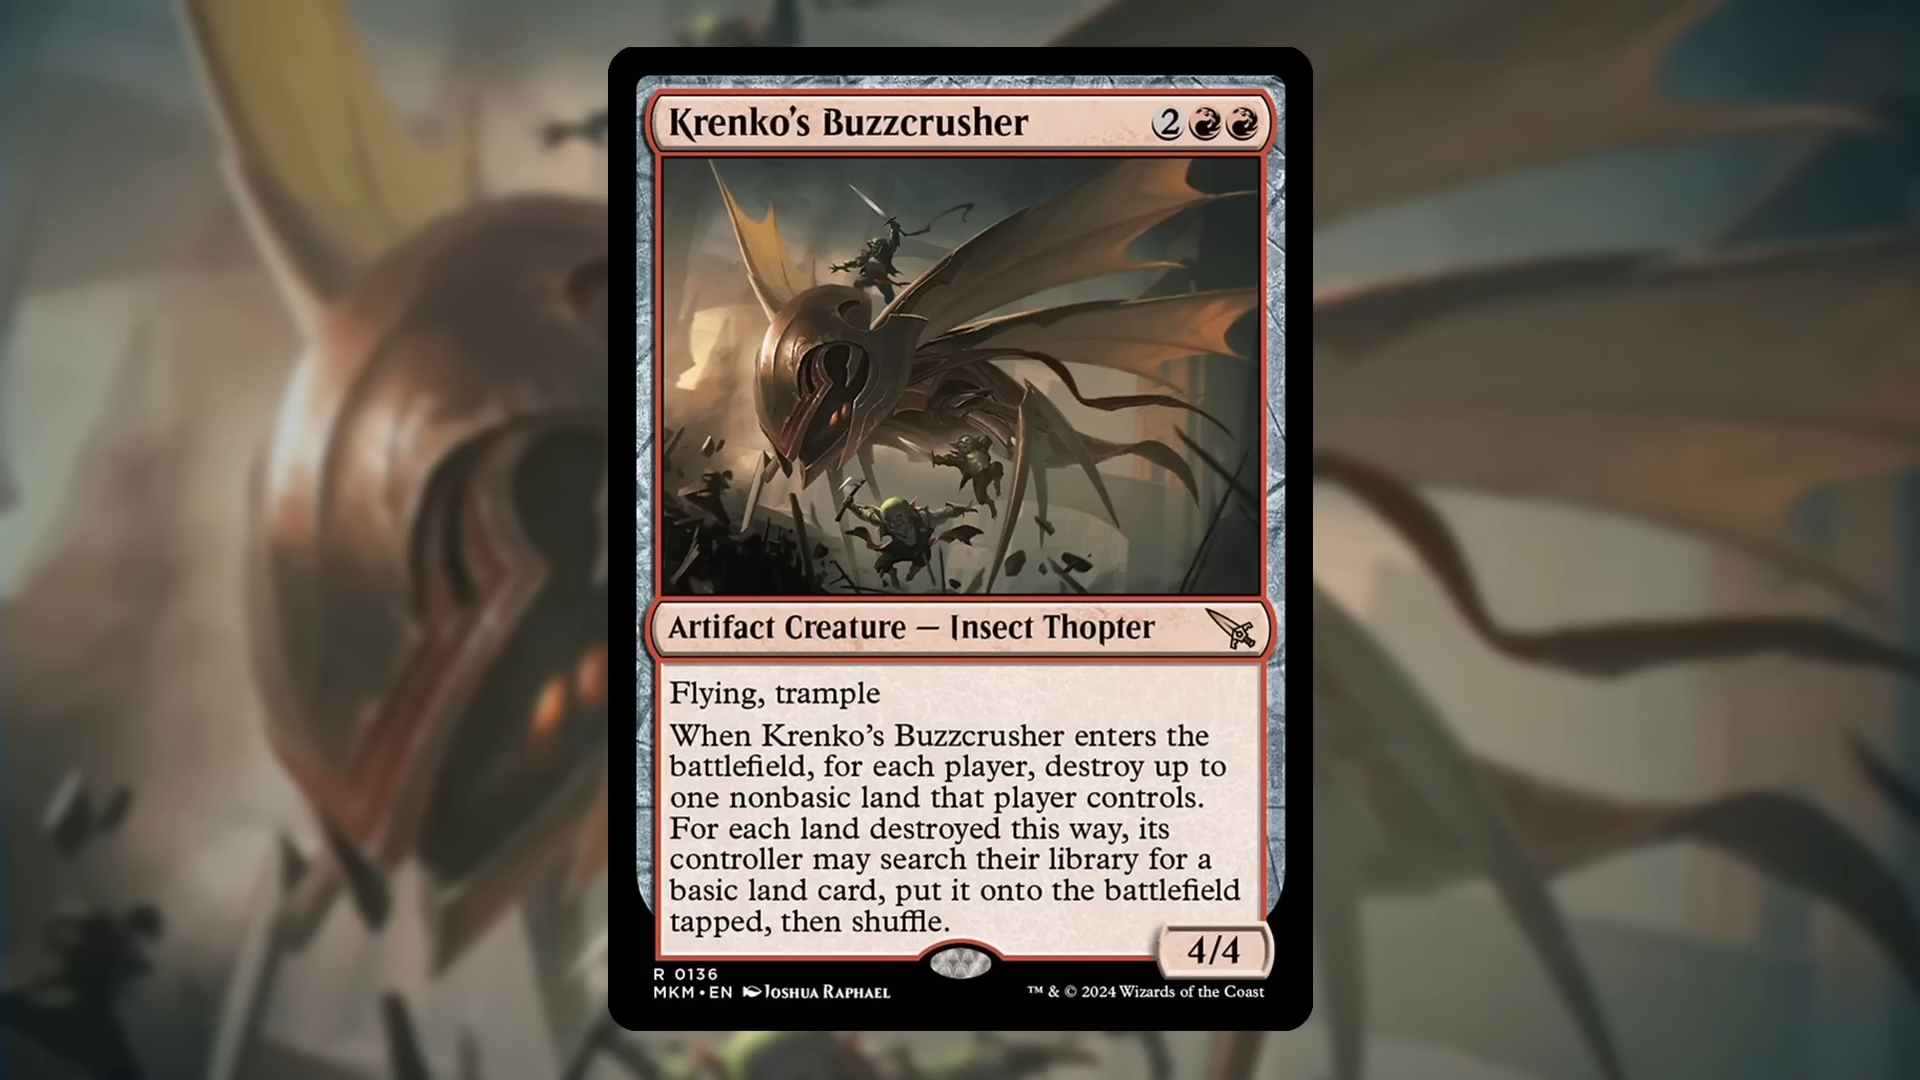 Krenko's Buzzcrusher 2
Artifact Creature — Insect Thopter
Flying, trample
When Krenko's Buzzcrusher enters the
battlefield, for each player, destroy up to
one nonbasic land that player controls.
For each land destroyed this way, its
controller may search their library for a
basic land card, put it onto the battlefield
tapped, then shuffle.
4/4
R 0136
MKM • EN Joshua Raphael
™ & © 2024 Wizards of the Coast